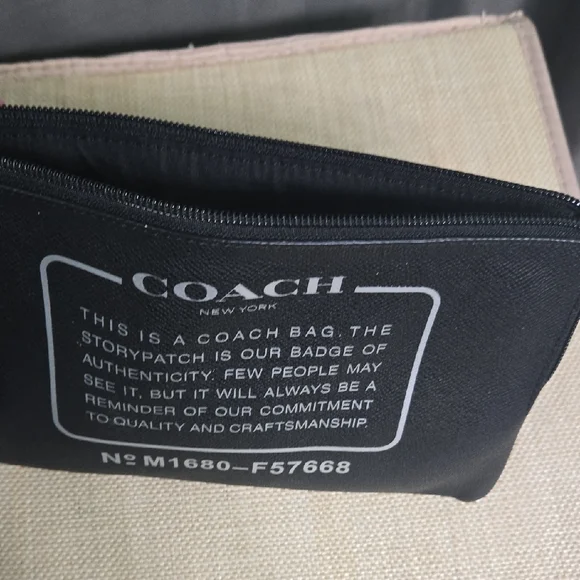 COACH
NEW YORK
THIS IS A COACH BAG. THE
STORYPATCH IS OUR BADGE OF
AUTHENTICITY. FEW PEOPLE MAY
SEE IT, BUT IT WILL ALWAYS BE A
REMINDER OF OUR COMMITMENT
TO QUALITY AND CRAFTSMANSHIP.
Nº M1680-F57668